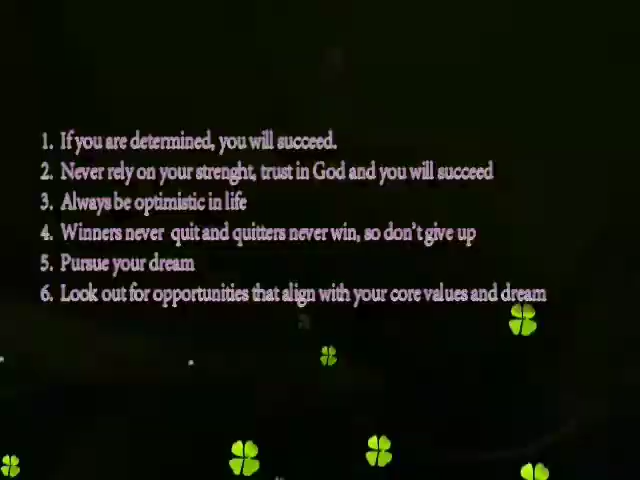 1. If you are determined, you will succeed.
2. Never rely on your strenght, trust in God and you will succeed
3. Always be optimistic in life
4. Winners never quit and quitters never win, so don't give up
5. Pursue your dream
6. Look out for opportunities that align with your core values and dream